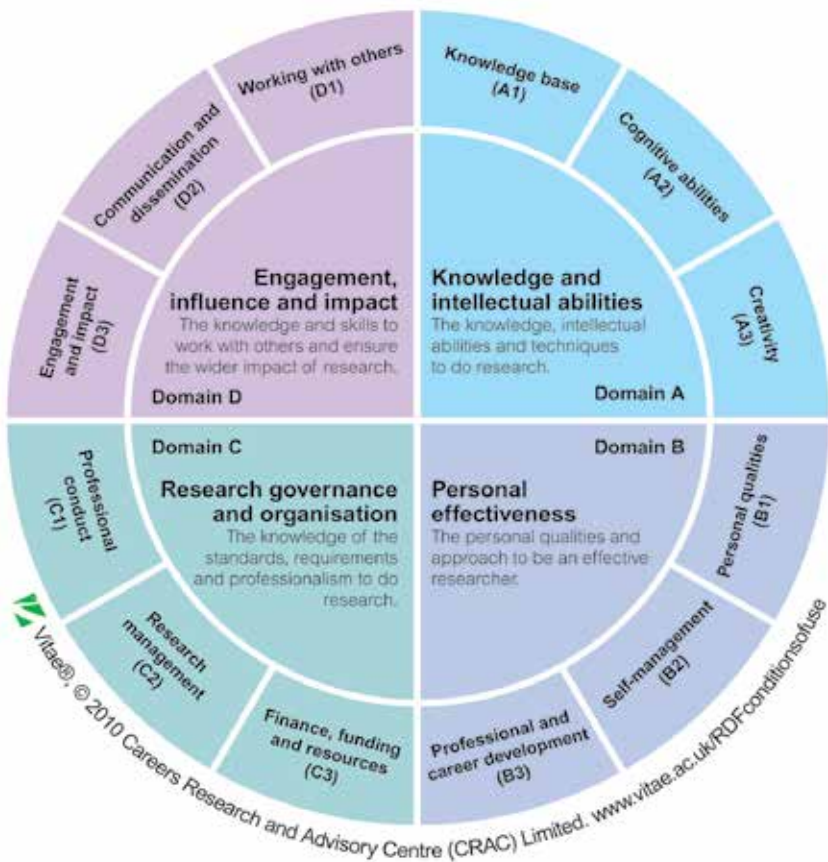 Working with others
(D1)
Knowledge base
(A1)
Communication and
dissemination
(D2)
Cognitive abilities
(A2)
Engagement
and impact
(D3)
Creativity
(A3)
Engagement,
influence and impact
The knowledge and skills to
work with others and ensure
the wider impact of research.
Domain D
Knowledge and
intellectual abilities
The knowledge, intellectual
abilities and techniques
to do research.
Domain A
Domain C
Research governance
and organisation
The knowledge of the
standards, requirements
and professionalism to do
research.
Domain B
Personal
effectiveness
The personal qualities and
approach to be an effective
researcher.
Professional
conduct
(C1)
Personal qualities
(B1)
Research
management
(C2)
Self-management
(B2)
Finance, funding
and resources
(C3)
Professional and
career development
(B3)
Vitae®, © 2010 Careers Research and Advisory Centre (CRAC) Limited. www.vitae.ac.uk/RDFconditionsofuse